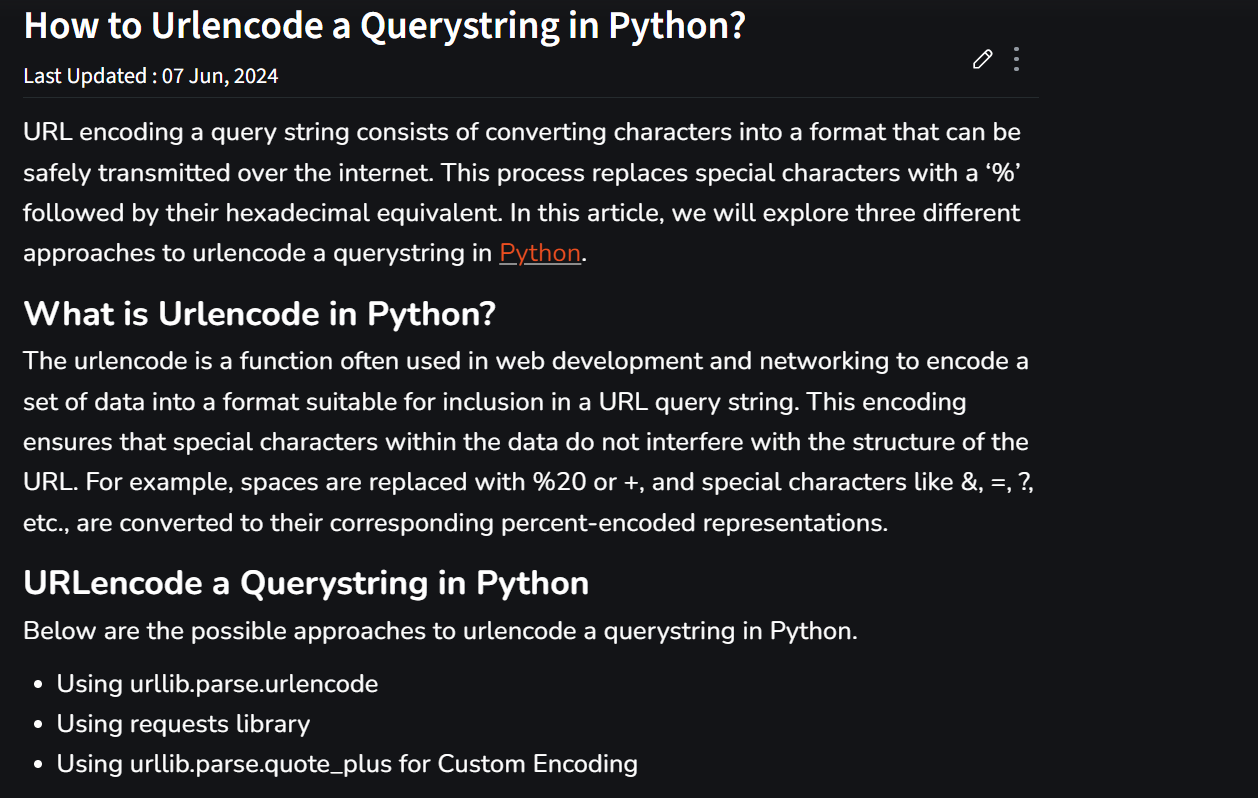 How to Urlencode a Querystring in Python?
Last Updated : 07 Jun, 2024
URL encoding a query string consists of converting characters into a format that can be
safely transmitted over the internet. This process replaces special characters with a ‘%’
followed by their hexadecimal equivalent. In this article, we will explore three different
approaches to urlencode a querystring in Python.
What is Urlencode in Python?
The urlencode is a function often used in web development and networking to encode a
set of data into a format suitable for inclusion in a URL query string. This encoding
ensures that special characters within the data do not interfere with the structure of the
URL. For example, spaces are replaced with %20 or +, and special characters like &, =, ?,
etc., are converted to their corresponding percent-encoded representations.
URLencode a Querystring in Python
Below are the possible approaches to urlencode a querystring in Python.
• Using urllib.parse.urlencode
• Using requests library
• Using urllib.parse.quote_plus for Custom Encoding